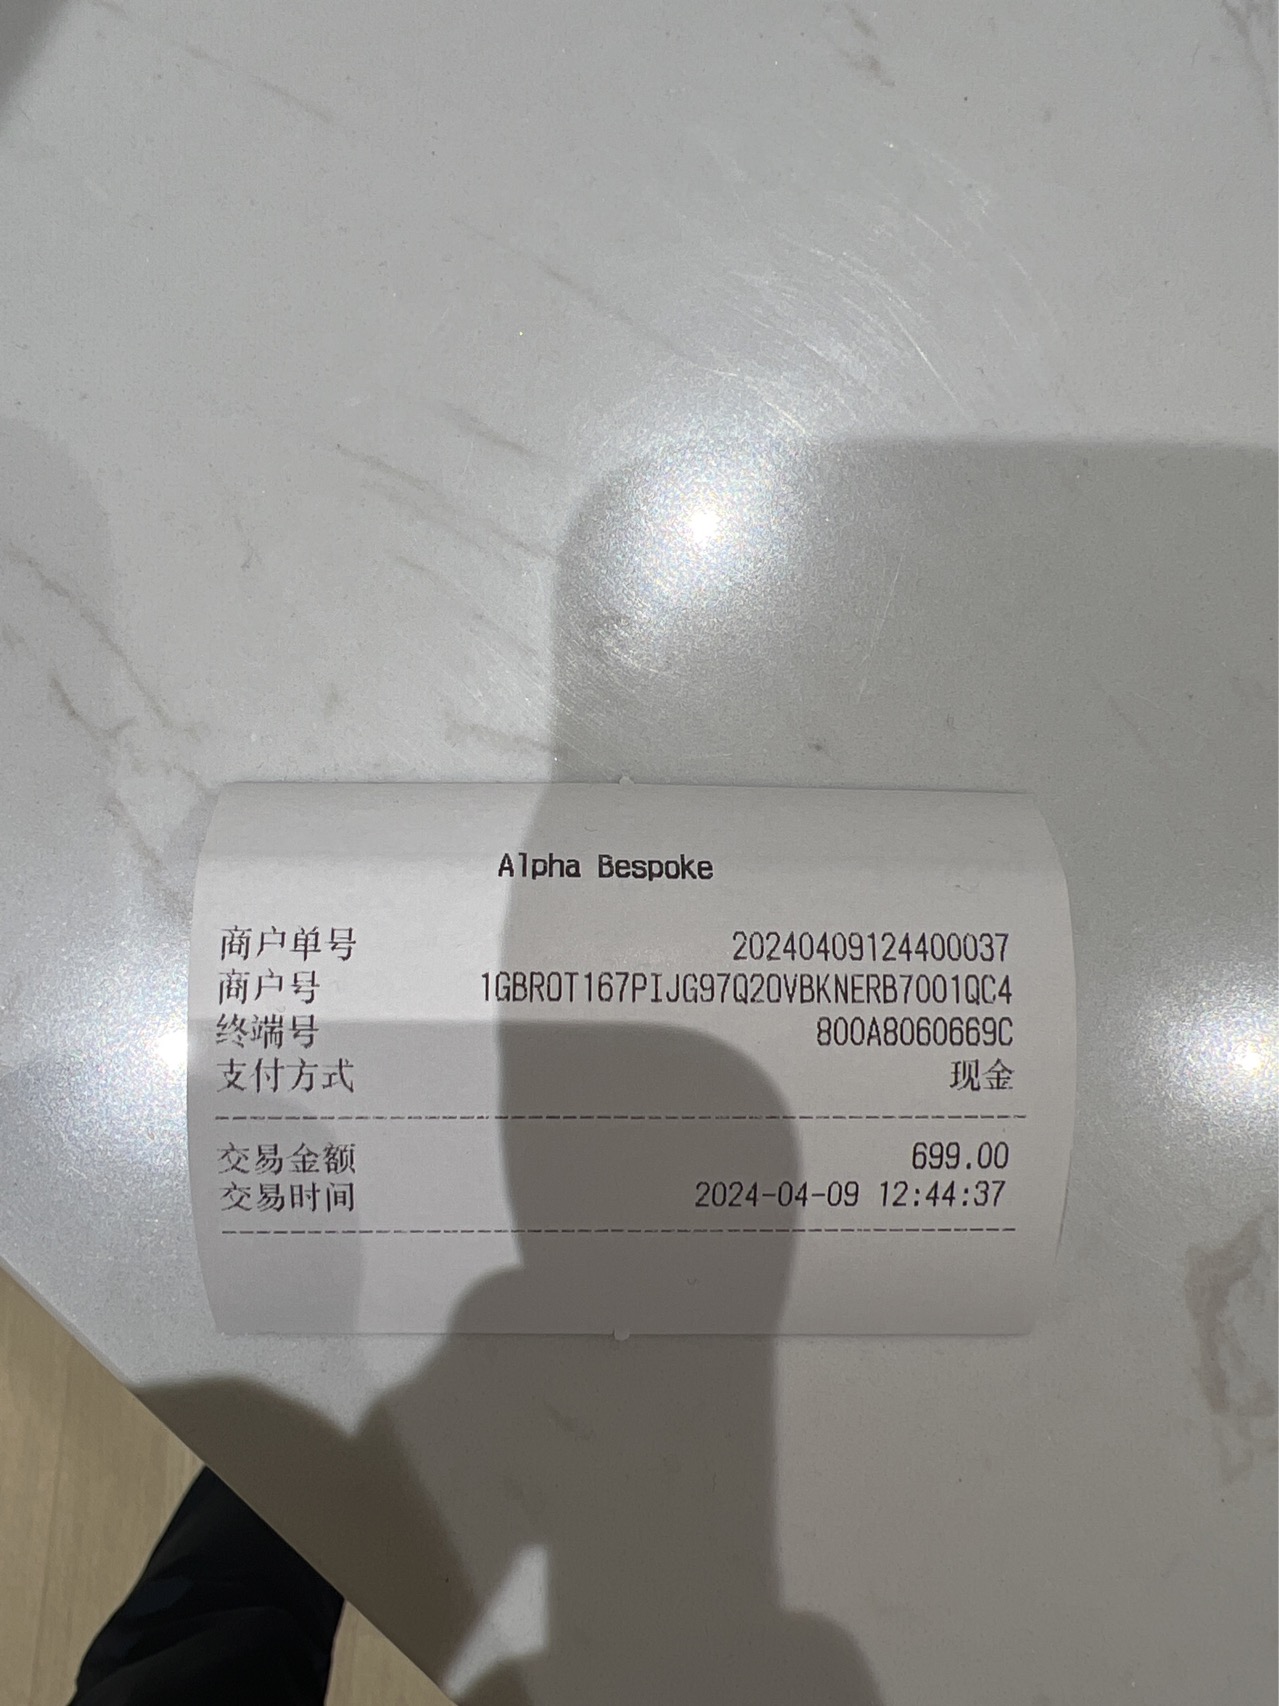 Alpha Bespoke
商户单号 20240409124400037
商户号 1GBR0T167PIJG97Q20VBKNERB7001QC4
终端号 800A8060669C
支付方式 现金
交易金额 699.00
交易时间 2024-04-09 12:44:37